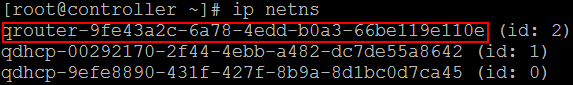 [root@controller ~]# ip netns
qrouter-9fe43a2c-6a78-4edd-b0a3-66be119e110e (id: 2)
qdhcp-00292170-2f44-4ebb-a482-dc7de55a8642 (id: 1)
qdhcp-9efe8890-431f-427f-8b9a-8d1bc0d7ca45 (id: 0)